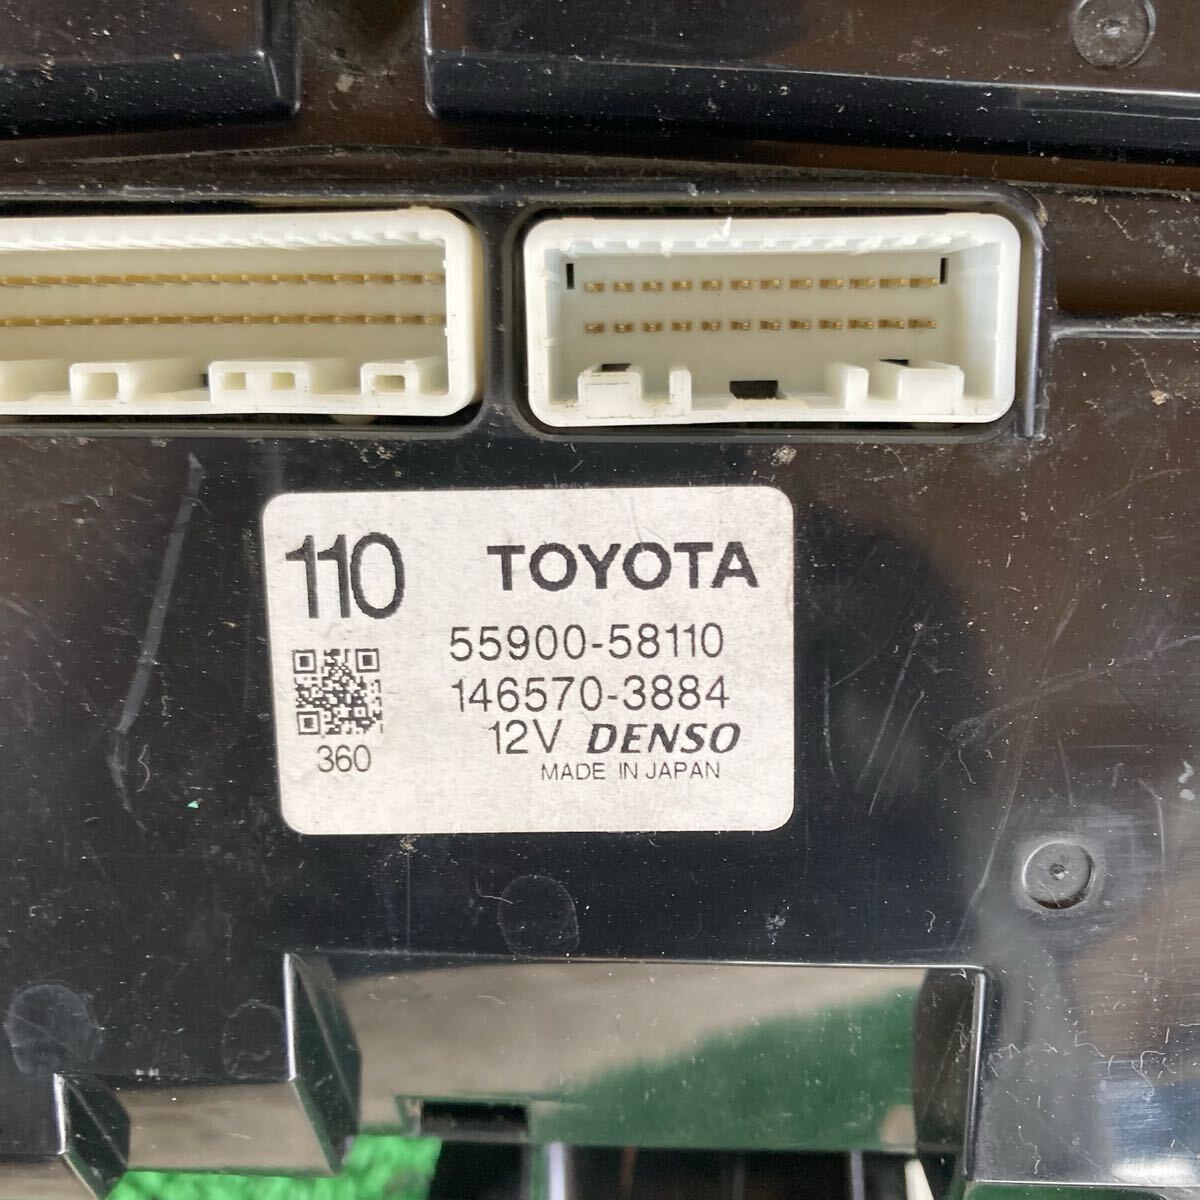 110 TOYOTA
55900-58110
146570-3884
12V DENSO
360
MADE IN JAPAN